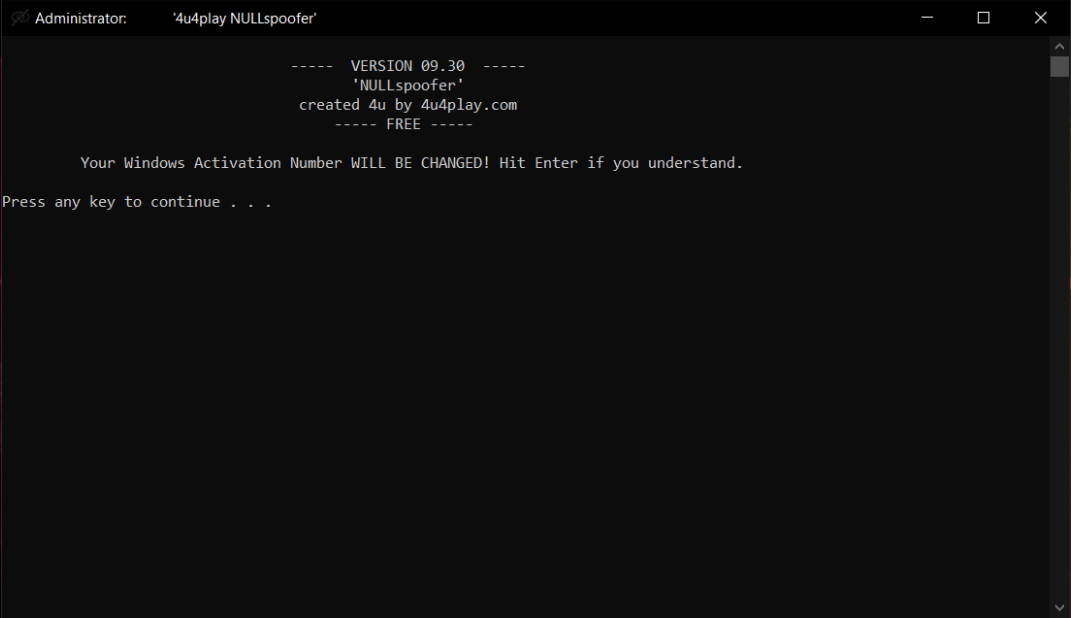 Administrator: '4u4play NULLspoofer'
----- VERSION 09.30 -----
'NULLspoofer'
created 4u by 4u4play.com
----- FREE -----
Your Windows Activation Number WILL BE CHANGED! Hit Enter if you understand.
Press any key to continue . . .